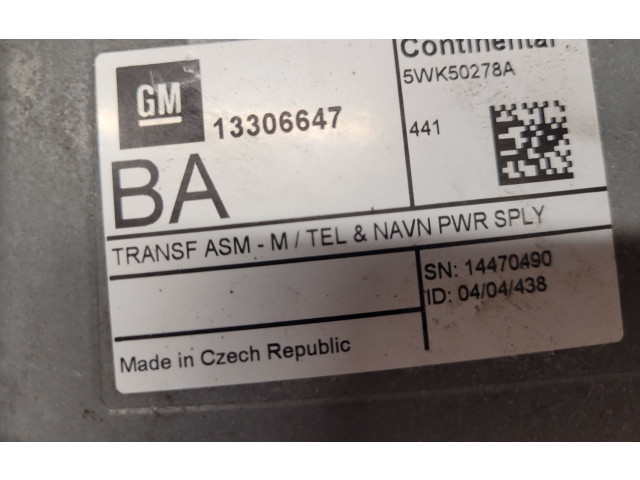 GM
13306647
BA
Continental
5WK50278A
441
TRANSF ASM - M / TEL & NAVN PWR SPLY
SN: 14470490
ID: 04/04/438
Made in Czech Republic